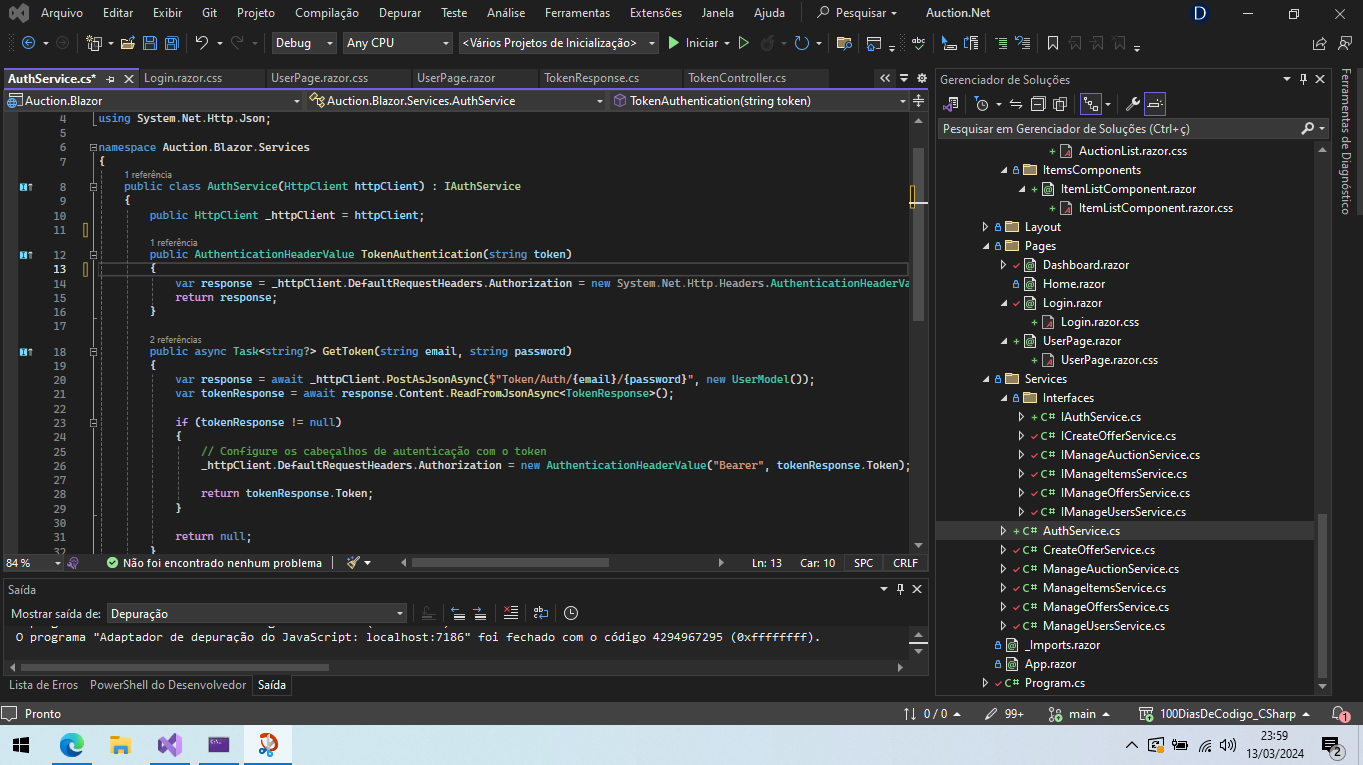 Arquivo Editar Exibir Git Projeto Compilação Depurar Teste Análise Ferramentas Extensões Janela Ajuda Pesquisar Auction.Net D
Debug Any CPU <Vários Projetos de Inicialização> Iniciar
AuthService.cs* Login.razor.css UserPage.razor.css UserPage.razor TokenResponse.cs TokenController.cs
Auction.Blazor Auction.Blazor.Services.AuthService TokenAuthentication(string token)
4 using System.Net.Http.Json;
5
6 namespace Auction.Blazor.Services
7 {
1 referência
8 public class AuthService(HttpClient httpClient) : IAuthService
9 {
10 public HttpClient _httpClient = httpClient;
11
1 referência
12 public AuthenticationHeaderValue TokenAuthentication(string token)
13 {
14 var response = _httpClient.DefaultRequestHeaders.Authorization = new System.Net.Http.Headers.AuthenticationHeaderVa
15 return response;
16 }
17
2 referências
18 public async Task<string?> GetToken(string email, string password)
19 {
20 var response = await _httpClient.PostAsJsonAsync($"Token/Auth/{email}/{password}", new UserModel());
21 var tokenResponse = await response.Content.ReadFromJsonAsync<TokenResponse>();
22
23 if (tokenResponse != null)
24 {
25 // Configure os cabeçalhos de autenticação com o token
26 _httpClient.DefaultRequestHeaders.Authorization = new AuthenticationHeaderValue("Bearer", tokenResponse.Token);
27
28 return tokenResponse.Token;
29 }
30
31 return null;
32 }
84 % Não foi encontrado nenhum problema Ln: 13 Car: 10 SPC CRLF
Saída
Mostrar saída de: Depuração
O programa "Adaptador de depuração do JavaScript: localhost:7186" foi fechado com o código 4294967295 (0xffffffff).
Lista de Erros PowerShell do Desenvolvedor Saída
Gerenciador de Soluções
Pesquisar em Gerenciador de Soluções (Ctrl+ç)
AuctionList.razor.css
ItemsComponents
ItemListComponent.razor
ItemListComponent.razor.css
Layout
Pages
Dashboard.razor
Home.razor
Login.razor
Login.razor.css
UserPage.razor
UserPage.razor.css
Services
Interfaces
C# IAuthService.cs
C# ICreateOfferService.cs
C# IManageAuctionService.cs
C# IManageItemsService.cs
C# IManageOffersService.cs
C# IManageUsersService.cs
C# AuthService.cs
C# CreateOfferService.cs
C# ManageAuctionService.cs
C# ManageItemsService.cs
C# ManageOffersService.cs
C# ManageUsersService.cs
_Imports.razor
App.razor
C# Program.cs
Ferramentas de Diagnóstico
Pronto 0 / 0 99+ main 100DiasDeCodigo_CSharp 1
23:59
13/03/2024
2